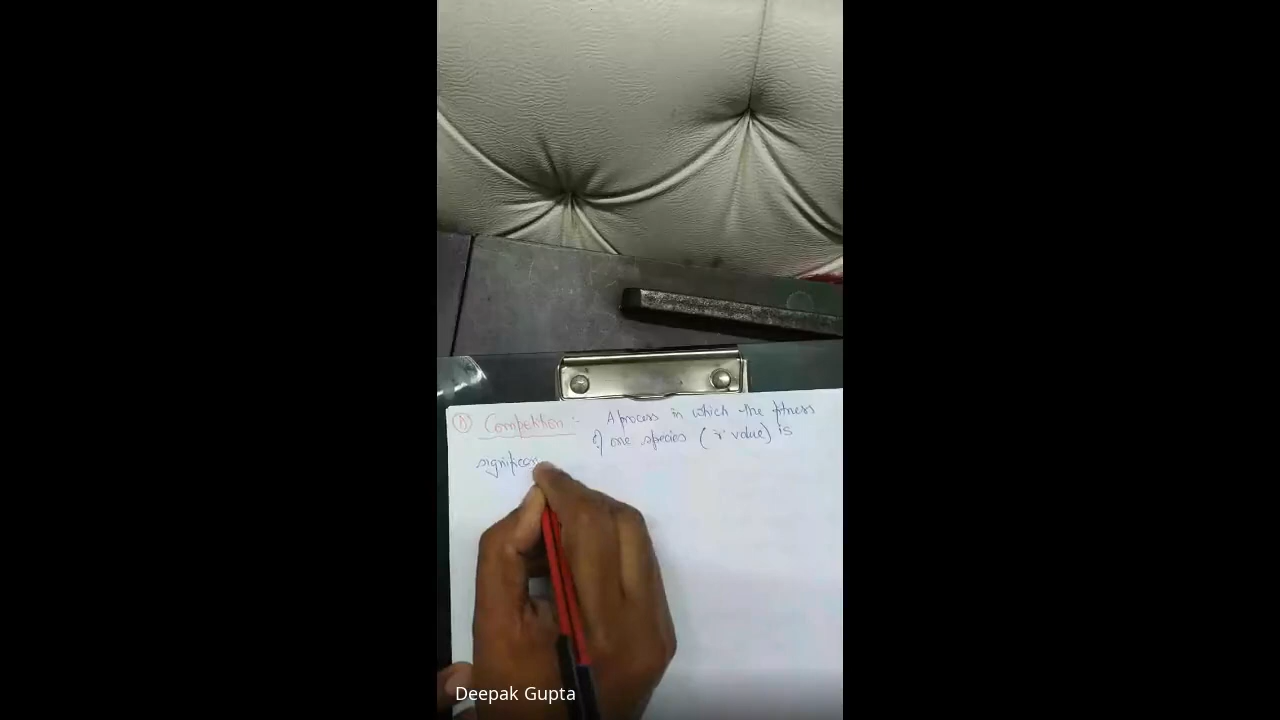 ① Competition :- A process in which the fitness
of one species ('r' value) is
significan
Deepak Gupta